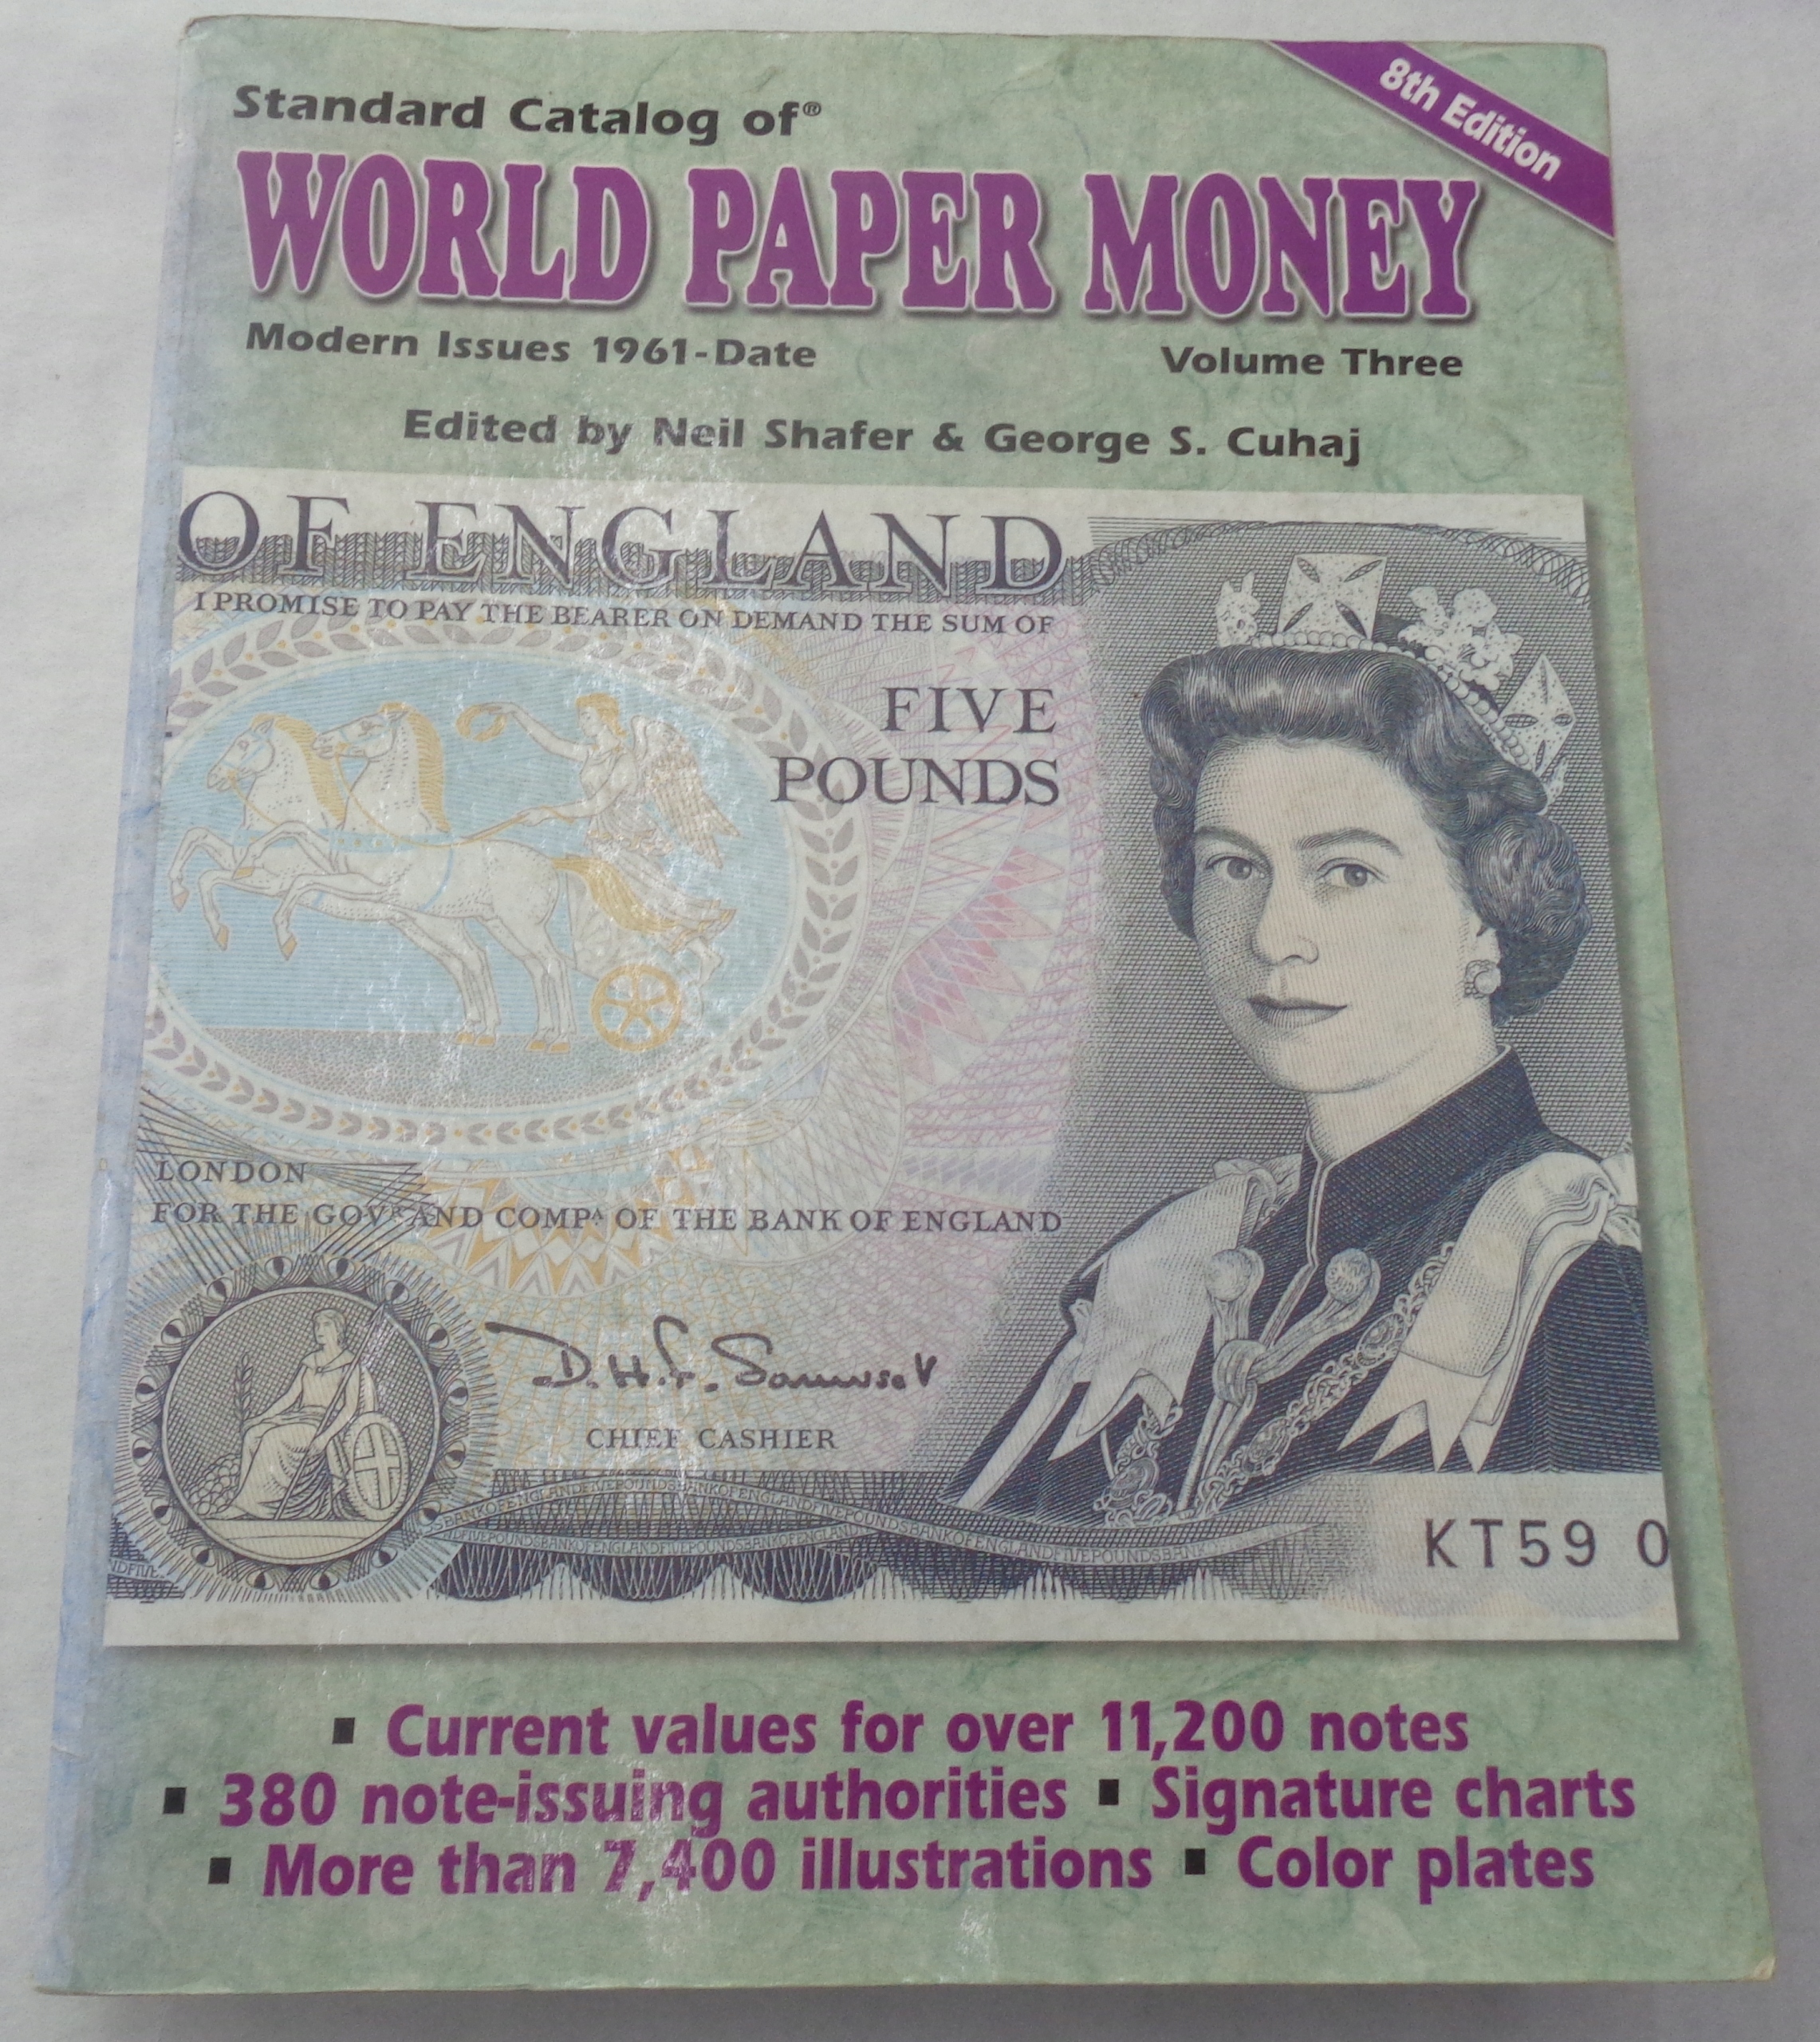 8th Edition
Standard Catalog of®
WORLD PAPER MONEY
Modern Issues 1961-Date
Volume Three
Edited by Neil Shafer & George S. Cuhaj
OF ENGLAND
I PROMISE TO PAY THE BEARER ON DEMAND THE SUM OF
FIVE
POUNDS
LONDON
FOR THE GOVR AND COMPA OF THE BANK OF ENGLAND
CHIEF CASHIER
KT59 0
▪ Current values for over 11,200 notes
▪ 380 note-issuing authorities ▪ Signature charts
▪ More than 7,400 illustrations ▪ Color plates